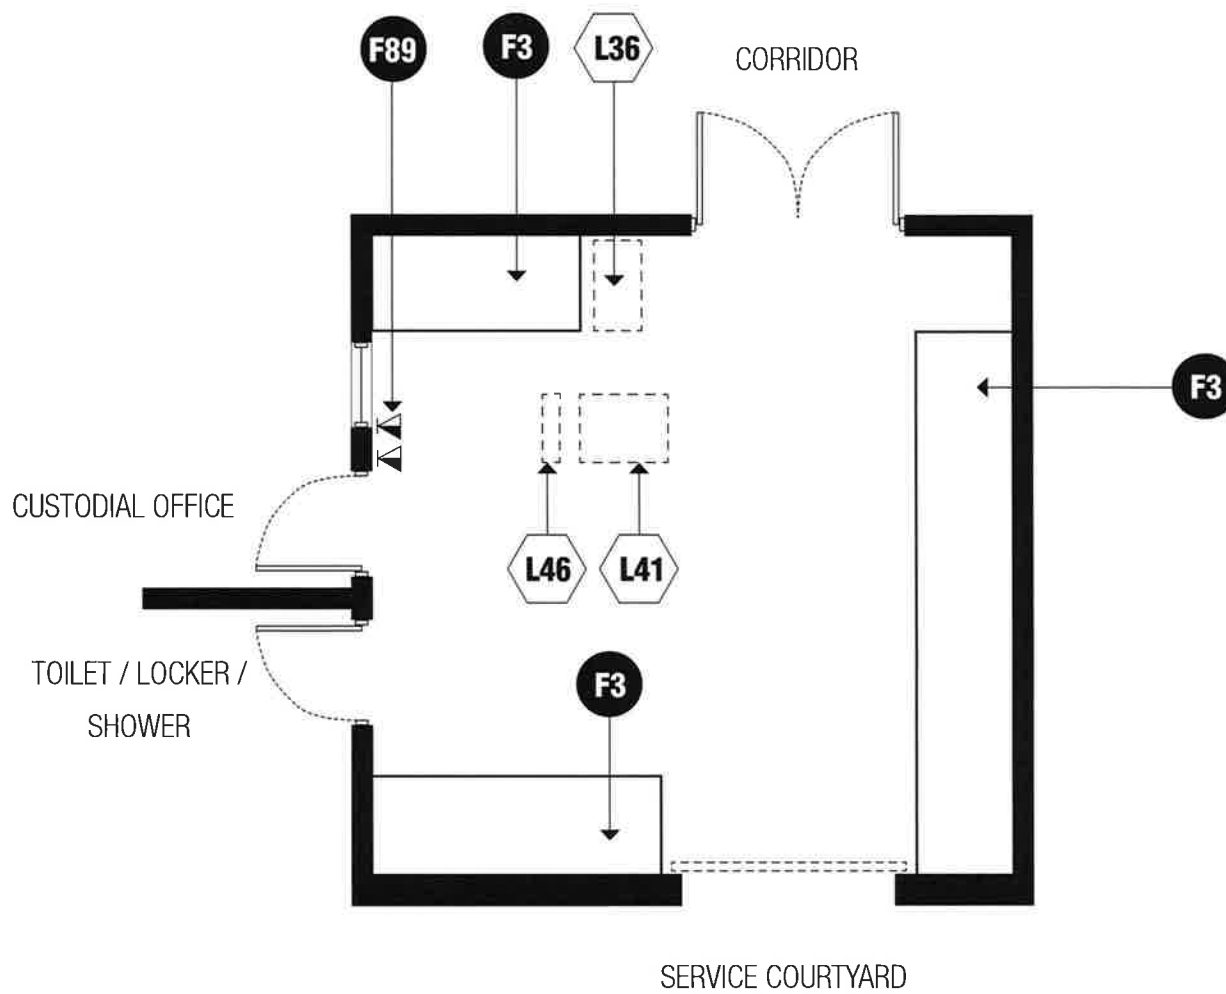 F89
F3
L36
CORRIDOR
F3
CUSTODIAL OFFICE
L46
L41
TOILET / LOCKER /
SHOWER
F3
SERVICE COURTYARD